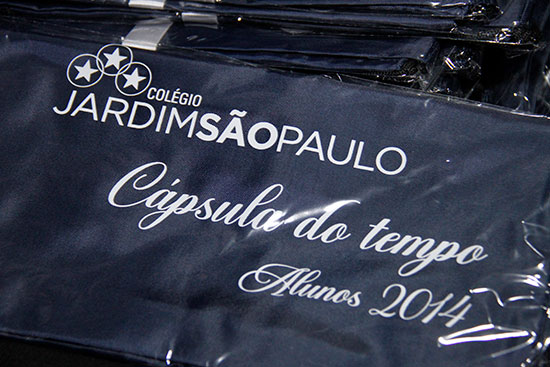 COLÉGIO
JARDIMSÃOPAULO
Cápsula do tempo
Alunos 2014